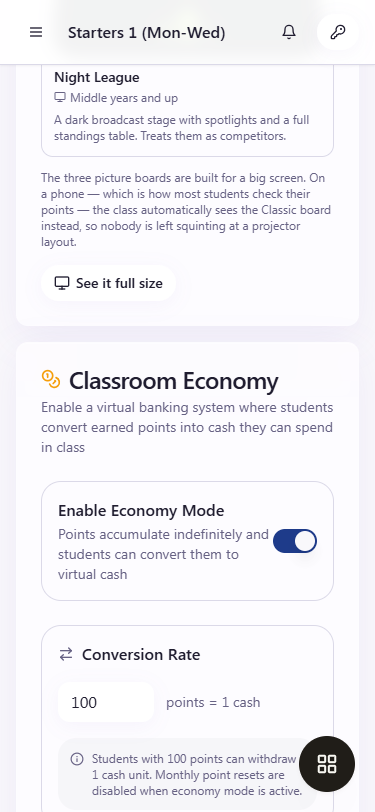 Starters 1 (Mon-Wed)
Night League
Middle years and up
A dark broadcast stage with spotlights and a full
standings table. Treats them as competitors.
The three picture boards are built for a big screen. On
a phone — which is how most students check their
points — the class automatically sees the Classic board
instead, so nobody is left squinting at a projector
layout.
See it full size
Classroom Economy
Enable a virtual banking system where students
convert earned points into cash they can spend
in class
Enable Economy Mode
Points accumulate indefinitely and
students can convert them to
virtual cash
Conversion Rate
100 points = 1 cash
Students with 100 points can withdraw
1 cash unit. Monthly point resets are
disabled when economy mode is active.